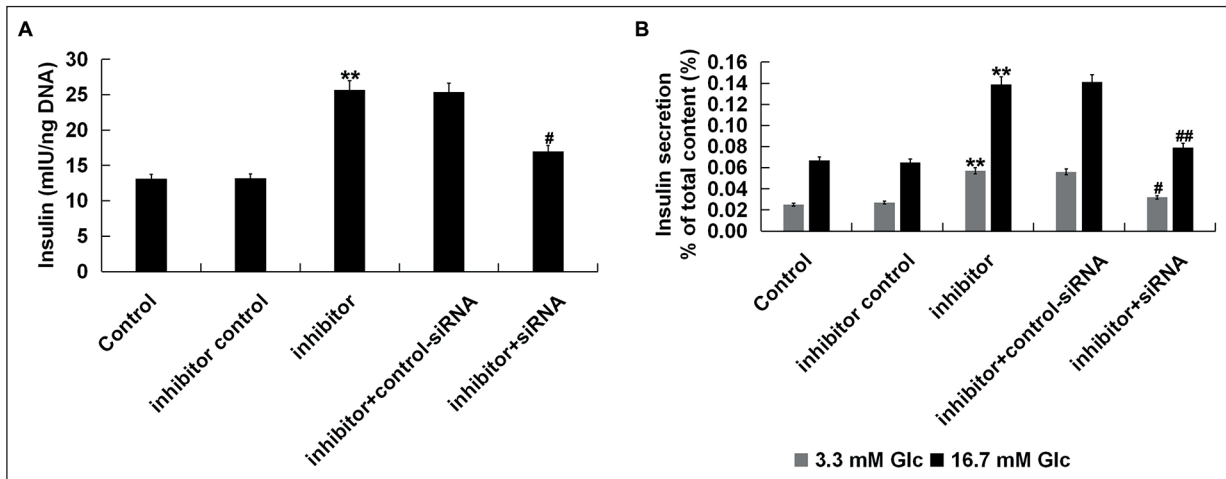 A
Insulin (mIU/ng DNA)
30
25
20
15
10
5
0
**
#
Control
inhibitor control
inhibitor
inhibitor+control-siRNA
inhibitor+siRNA
B
Insulin secretion
% of total content (%)
0.16
0.14
0.12
0.10
0.08
0.06
0.04
0.02
0.00
**
**
##
#
Control
inhibitor control
inhibitor
inhibitor+control-siRNA
inhibitor+siRNA
3.3 mM Glc
16.7 mM Glc